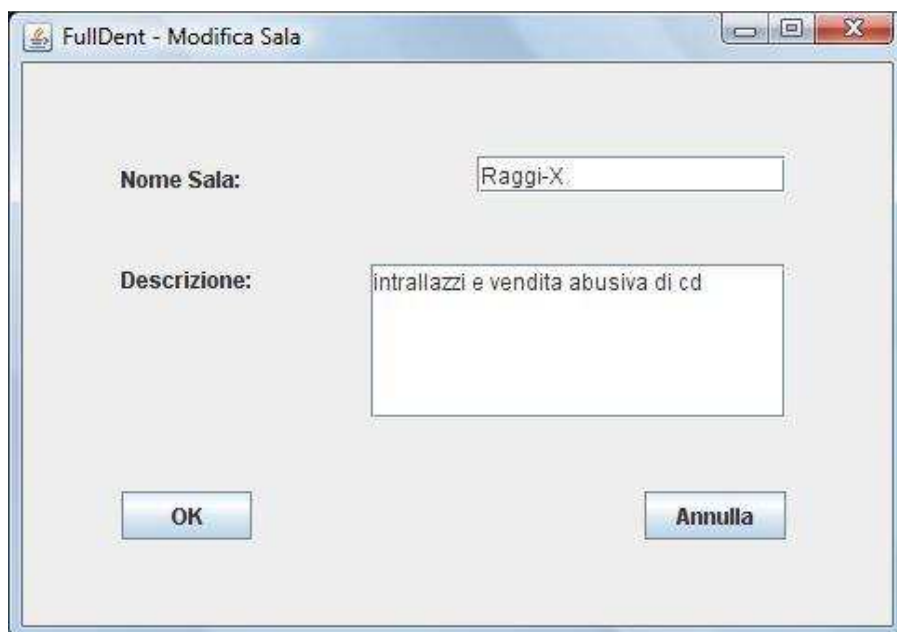 FullDent - Modifica Sala
Nome Sala: Raggi-X
Descrizione: intrallazzi e vendita abusiva di cd
OK Annulla